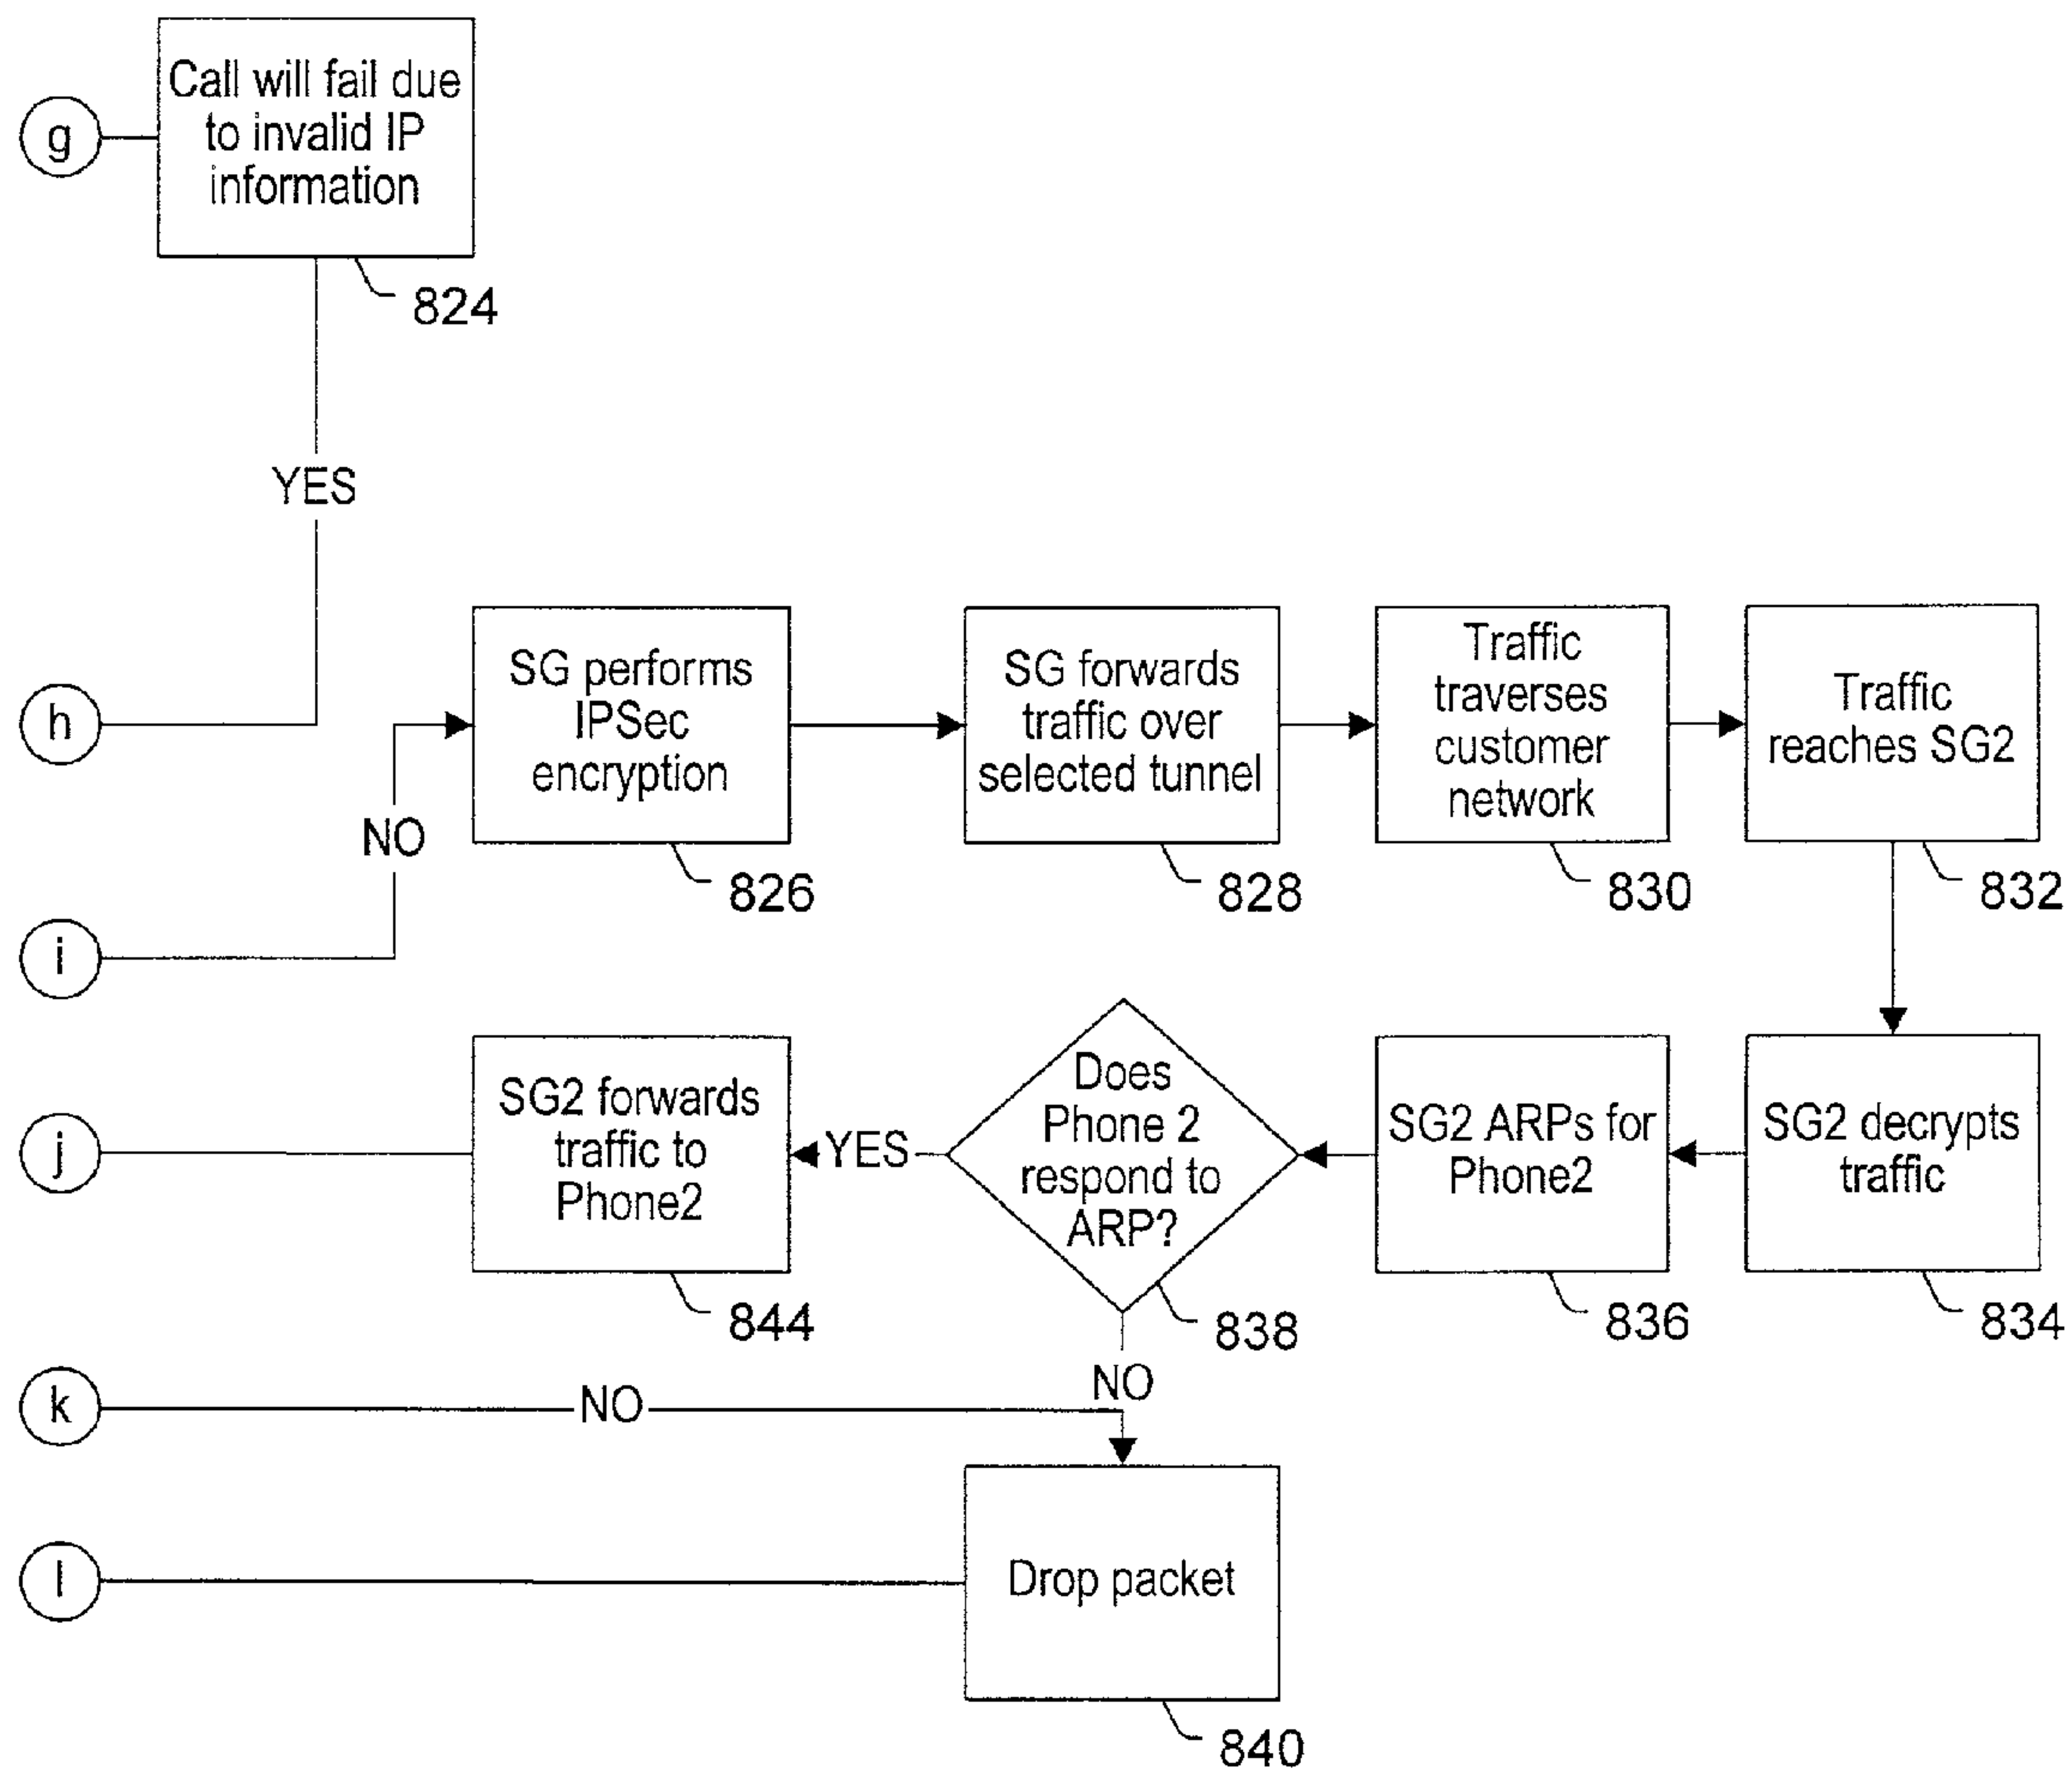 g
Call will fail due
to invalid IP
information
824
YES
h
NO
i
SG performs
IPSec
encryption
826
SG forwards
traffic over
selected tunnel
828
Traffic
traverses
customer
network
830
Traffic
reaches SG2
832
SG2 decrypts
traffic
834
SG2 ARPs for
Phone2
836
Does
Phone 2
respond to
ARP?
838
YES
SG2 forwards
traffic to
Phone2
844
j
NO
k
NO
Drop packet
840
l